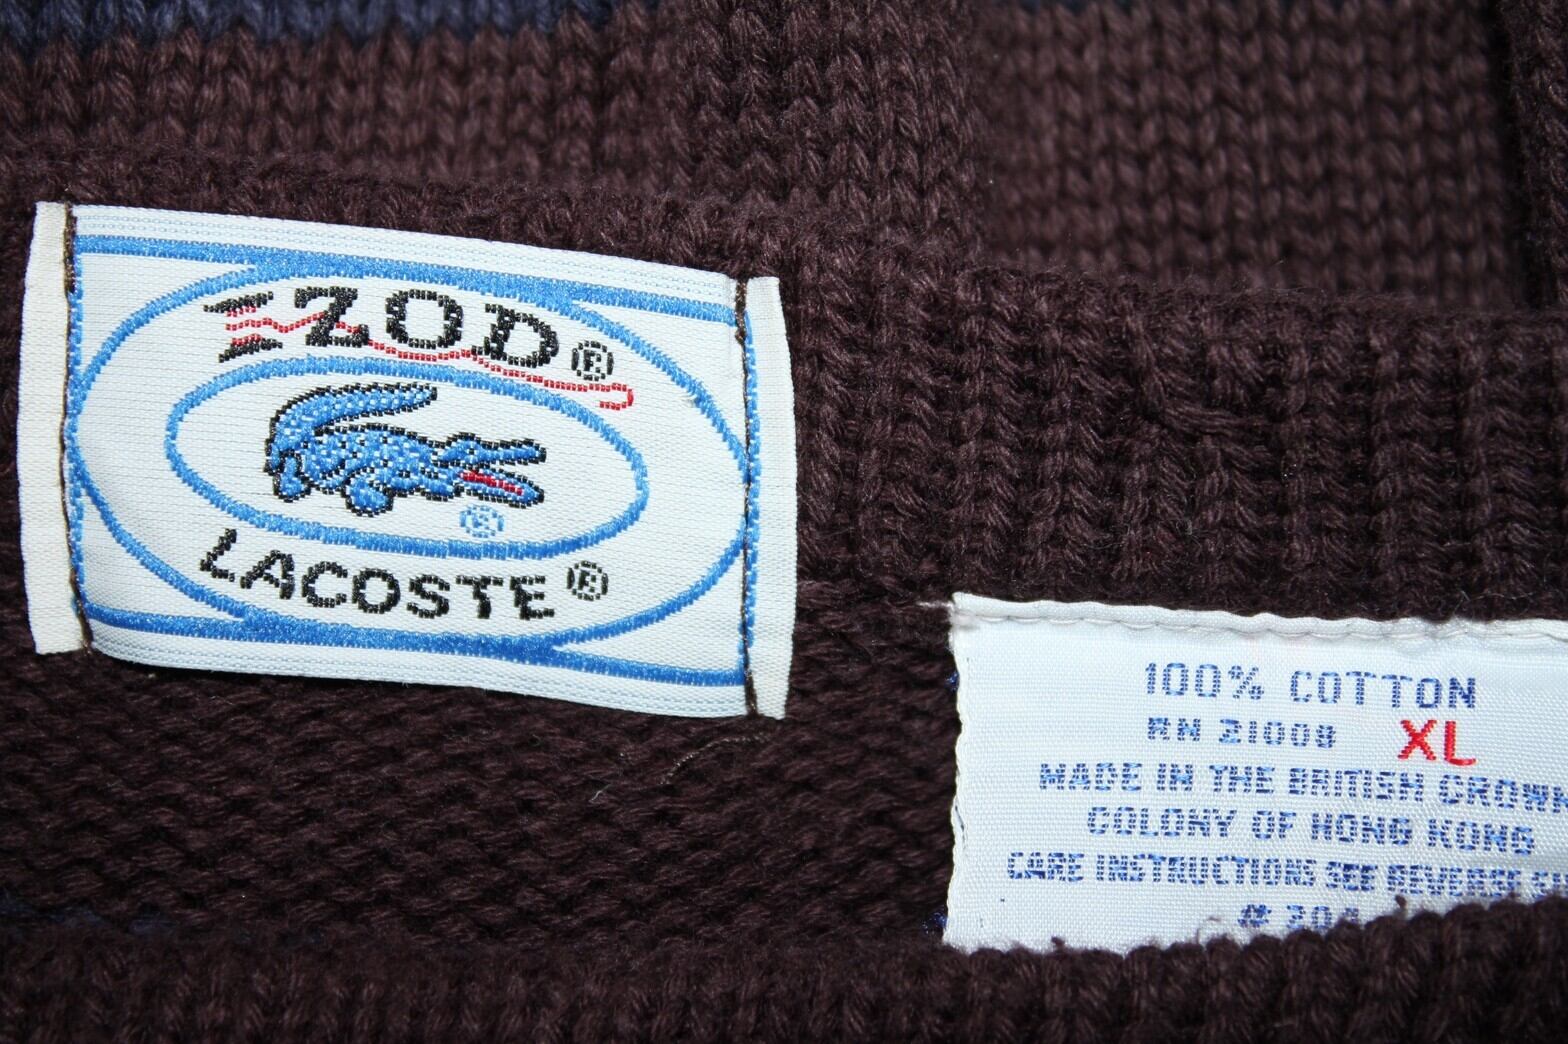 IZOD®
®
LACOSTE®
100% COTTON
RN 21008 XL
MADE IN THE BRITISH CROWN
COLONY OF HONG KONG
CARE INSTRUCTIONS SEE REVERSE